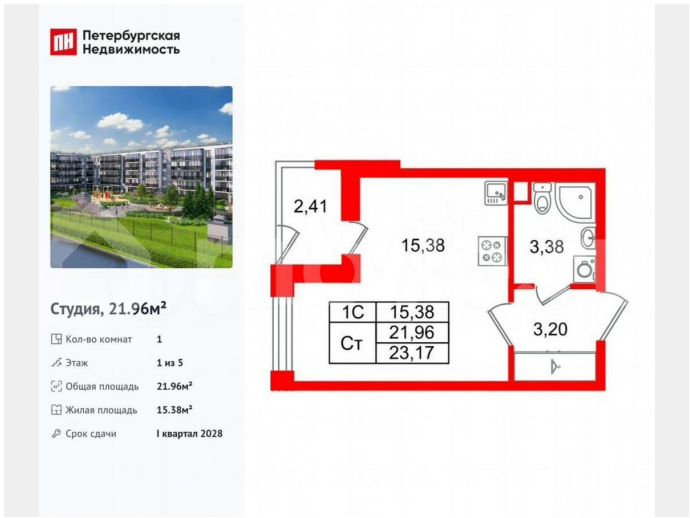 ПН
Петербургская
Недвижимость
Студия, 21.96м²
Кол-во комнат 1
Этаж 1 из 5
Общая площадь 21.96м²
Жилая площадь 15.38м²
Срок сдачи I квартал 2028
2,41
15,38
3,38
3,20
1С 15,38
Ст 21,96
23,17